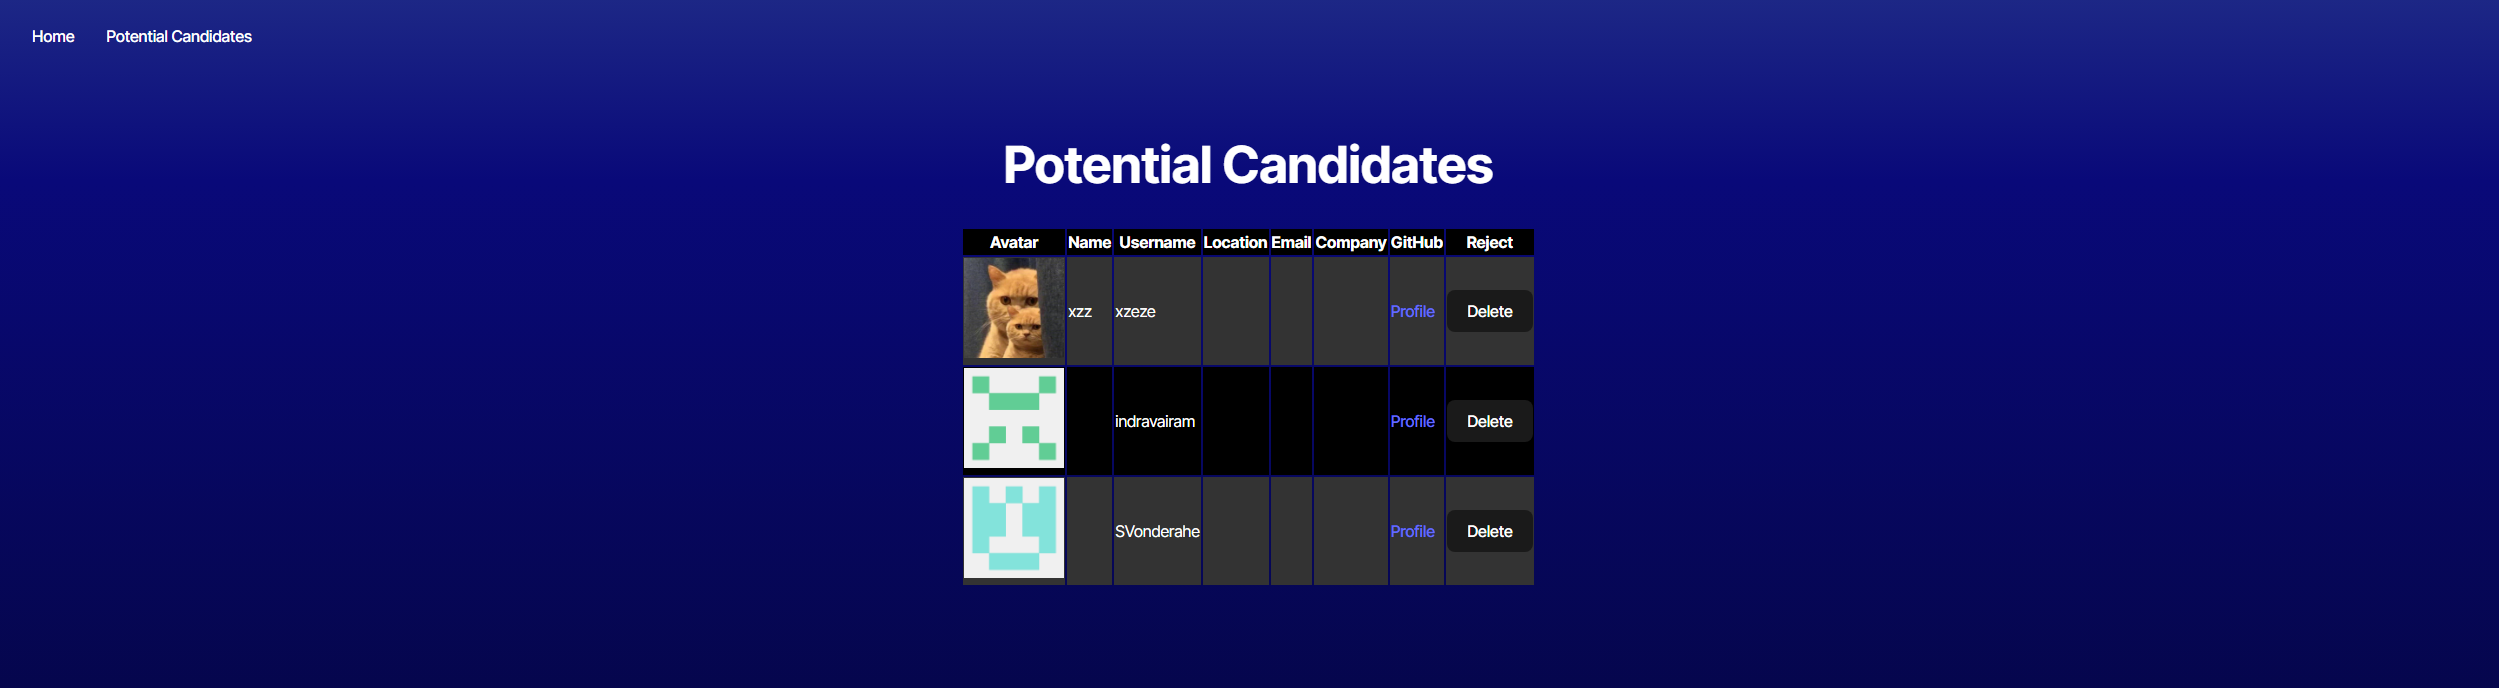 Home Potential Candidates
Potential Candidates
Avatar Name Username Location Email Company GitHub Reject
xzz xzeze Profile Delete
indravairam Profile Delete
SVonderahe Profile Delete